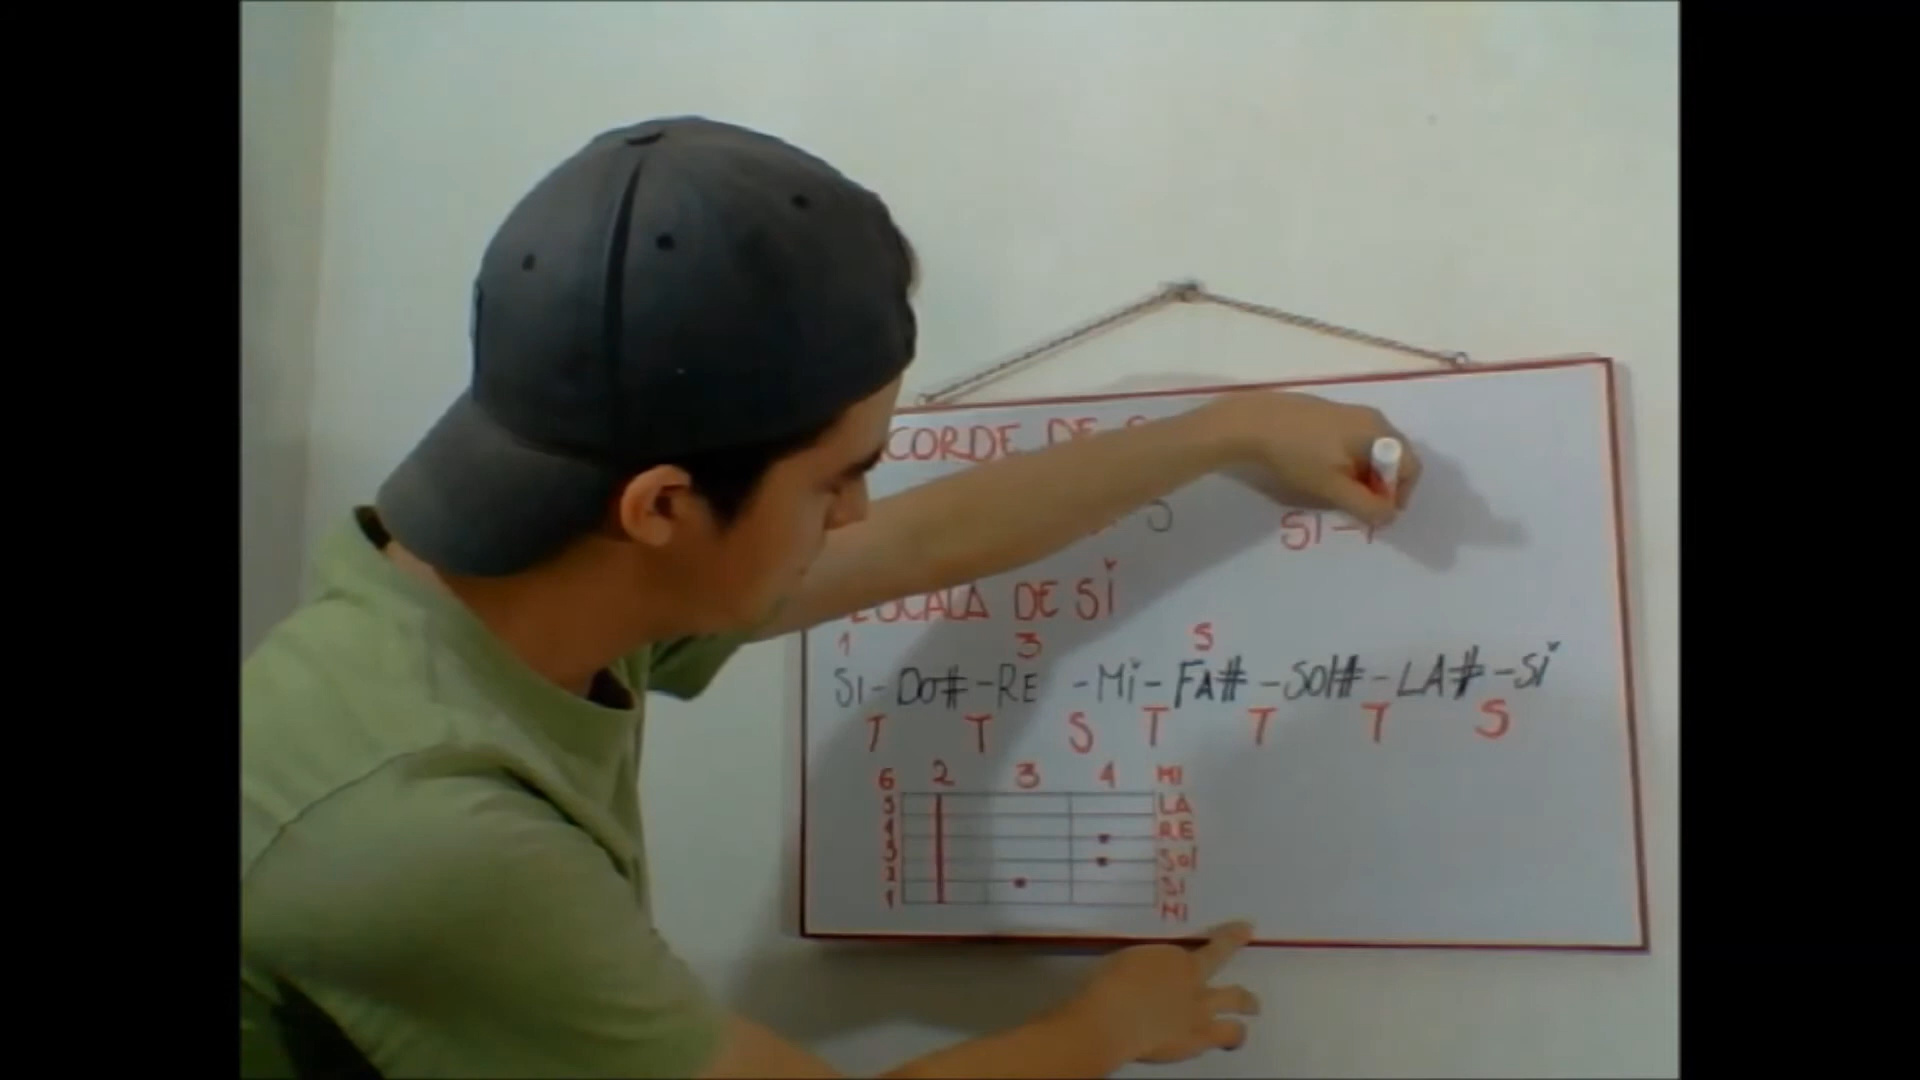 CORDE DE
S
SI -
ESCALA DE SI
1 3 5
SI - DO# - RE - Mi - FA# - SOl# - LA# - Si
T T S T T T S
6 2 3 4 MI
5 LA
4 RE
3 Sol
2 SI
1 MI